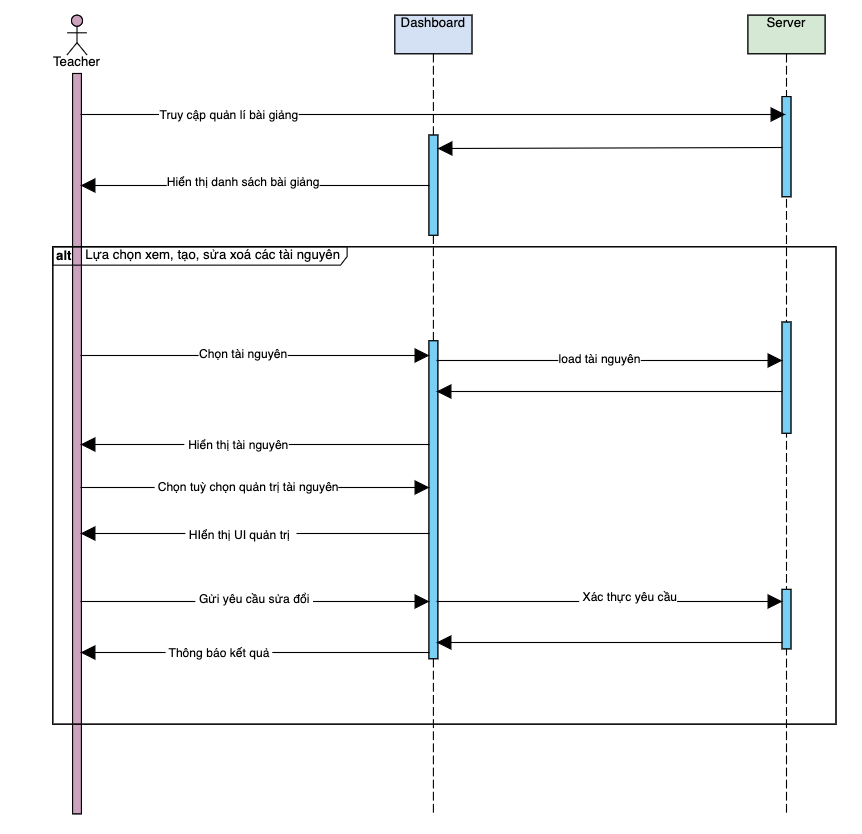 Teacher
Dashboard
Server
Truy cập quản lí bài giảng
Hiển thị danh sách bài giảng
alt
Lựa chọn xem, tạo, sửa xoá các tài nguyên
Chọn tài nguyên
load tài nguyên
Hiển thị tài nguyên
Chọn tuỳ chọn quản trị tài nguyên
HIển thị UI quản trị
Gửi yêu cầu sửa đổi
Xác thực yêu cầu
Thông báo kết quả